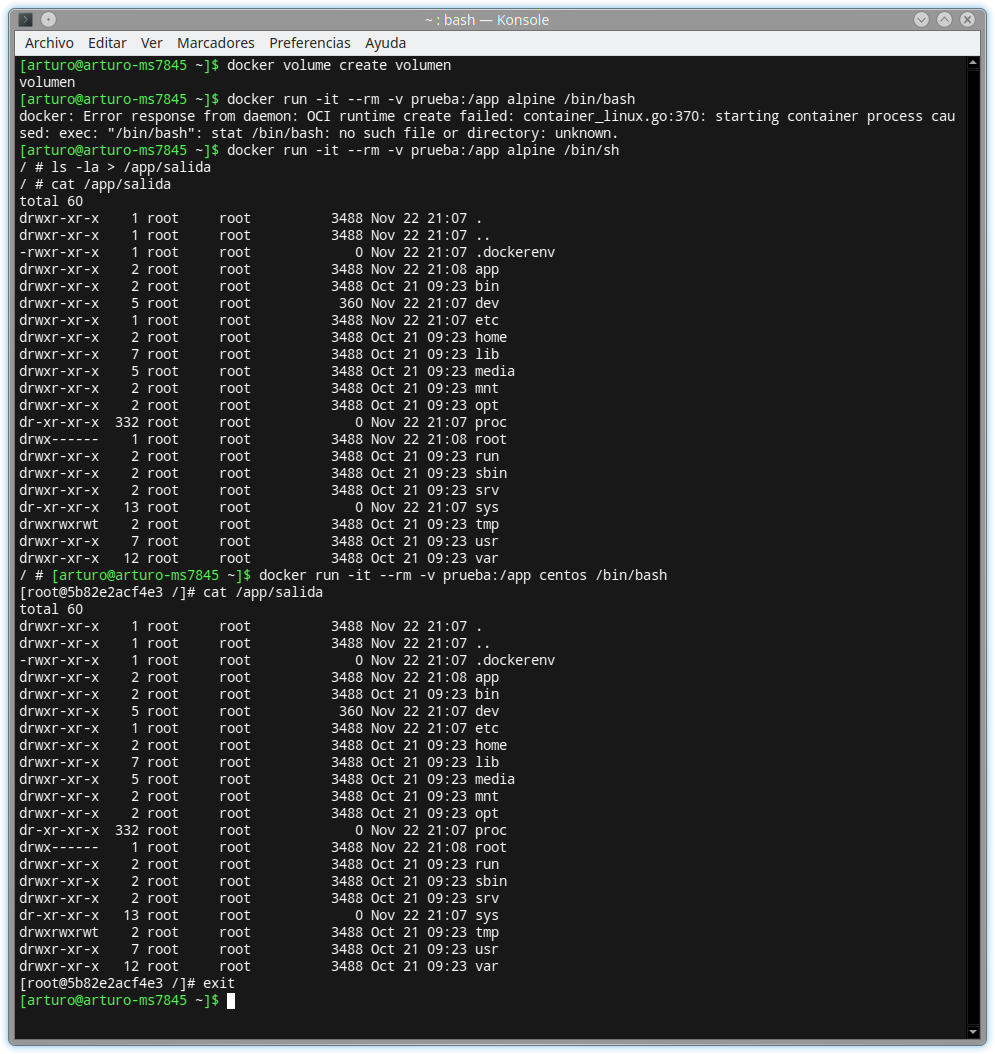 ~ : bash — Konsole
Archivo Editar Ver Marcadores Preferencias Ayuda
[arturo@arturo-ms7845 ~]$ docker volume create volumen
volumen
[arturo@arturo-ms7845 ~]$ docker run -it --rm -v prueba:/app alpine /bin/bash
docker: Error response from daemon: OCI runtime create failed: container_linux.go:370: starting container process cau
sed: exec: "/bin/bash": stat /bin/bash: no such file or directory: unknown.
[arturo@arturo-ms7845 ~]$ docker run -it --rm -v prueba:/app alpine /bin/sh
/ # ls -la > /app/salida
/ # cat /app/salida
total 60
drwxr-xr-x    1 root     root          3488 Nov 22 21:07 .
drwxr-xr-x    1 root     root          3488 Nov 22 21:07 ..
-rwxr-xr-x    1 root     root             0 Nov 22 21:07 .dockerenv
drwxr-xr-x    2 root     root          3488 Nov 22 21:08 app
drwxr-xr-x    2 root     root          3488 Oct 21 09:23 bin
drwxr-xr-x    5 root     root           360 Nov 22 21:07 dev
drwxr-xr-x    1 root     root          3488 Nov 22 21:07 etc
drwxr-xr-x    2 root     root          3488 Oct 21 09:23 home
drwxr-xr-x    7 root     root          3488 Oct 21 09:23 lib
drwxr-xr-x    5 root     root          3488 Oct 21 09:23 media
drwxr-xr-x    2 root     root          3488 Oct 21 09:23 mnt
drwxr-xr-x    2 root     root          3488 Oct 21 09:23 opt
dr-xr-xr-x  332 root     root             0 Nov 22 21:07 proc
drwx------    1 root     root          3488 Nov 22 21:08 root
drwxr-xr-x    2 root     root          3488 Oct 21 09:23 run
drwxr-xr-x    2 root     root          3488 Oct 21 09:23 sbin
drwxr-xr-x    2 root     root          3488 Oct 21 09:23 srv
dr-xr-xr-x   13 root     root             0 Nov 22 21:07 sys
drwxrwxrwt    2 root     root          3488 Oct 21 09:23 tmp
drwxr-xr-x    7 root     root          3488 Oct 21 09:23 usr
drwxr-xr-x   12 root     root          3488 Oct 21 09:23 var
/ # [arturo@arturo-ms7845 ~]$ docker run -it --rm -v prueba:/app centos /bin/bash
[root@5b82e2acf4e3 /]# cat /app/salida
total 60
drwxr-xr-x    1 root     root          3488 Nov 22 21:07 .
drwxr-xr-x    1 root     root          3488 Nov 22 21:07 ..
-rwxr-xr-x    1 root     root             0 Nov 22 21:07 .dockerenv
drwxr-xr-x    2 root     root          3488 Nov 22 21:08 app
drwxr-xr-x    2 root     root          3488 Oct 21 09:23 bin
drwxr-xr-x    5 root     root           360 Nov 22 21:07 dev
drwxr-xr-x    1 root     root          3488 Nov 22 21:07 etc
drwxr-xr-x    2 root     root          3488 Oct 21 09:23 home
drwxr-xr-x    7 root     root          3488 Oct 21 09:23 lib
drwxr-xr-x    5 root     root          3488 Oct 21 09:23 media
drwxr-xr-x    2 root     root          3488 Oct 21 09:23 mnt
drwxr-xr-x    2 root     root          3488 Oct 21 09:23 opt
dr-xr-xr-x  332 root     root             0 Nov 22 21:07 proc
drwx------    1 root     root          3488 Nov 22 21:08 root
drwxr-xr-x    2 root     root          3488 Oct 21 09:23 run
drwxr-xr-x    2 root     root          3488 Oct 21 09:23 sbin
drwxr-xr-x    2 root     root          3488 Oct 21 09:23 srv
dr-xr-xr-x   13 root     root             0 Nov 22 21:07 sys
drwxrwxrwt    2 root     root          3488 Oct 21 09:23 tmp
drwxr-xr-x    7 root     root          3488 Oct 21 09:23 usr
drwxr-xr-x   12 root     root          3488 Oct 21 09:23 var
[root@5b82e2acf4e3 /]# exit
[arturo@arturo-ms7845 ~]$